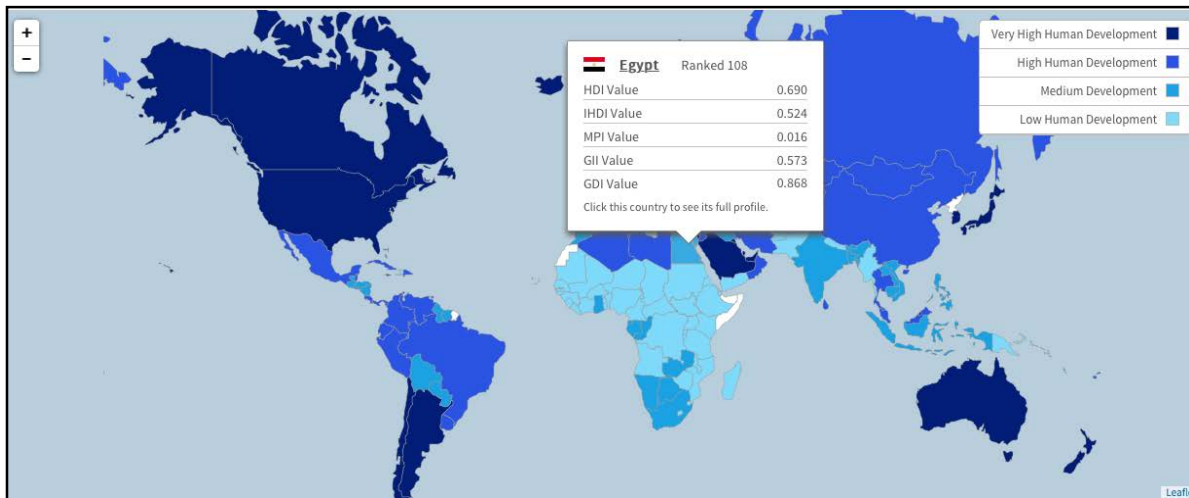 +
−
Egypt Ranked 108
HDI Value 0.690
IHDI Value 0.524
MPI Value 0.016
GII Value 0.573
GDI Value 0.868
Click this country to see its full profile.
Very High Human Development
High Human Development
Medium Development
Low Human Development
Leafl